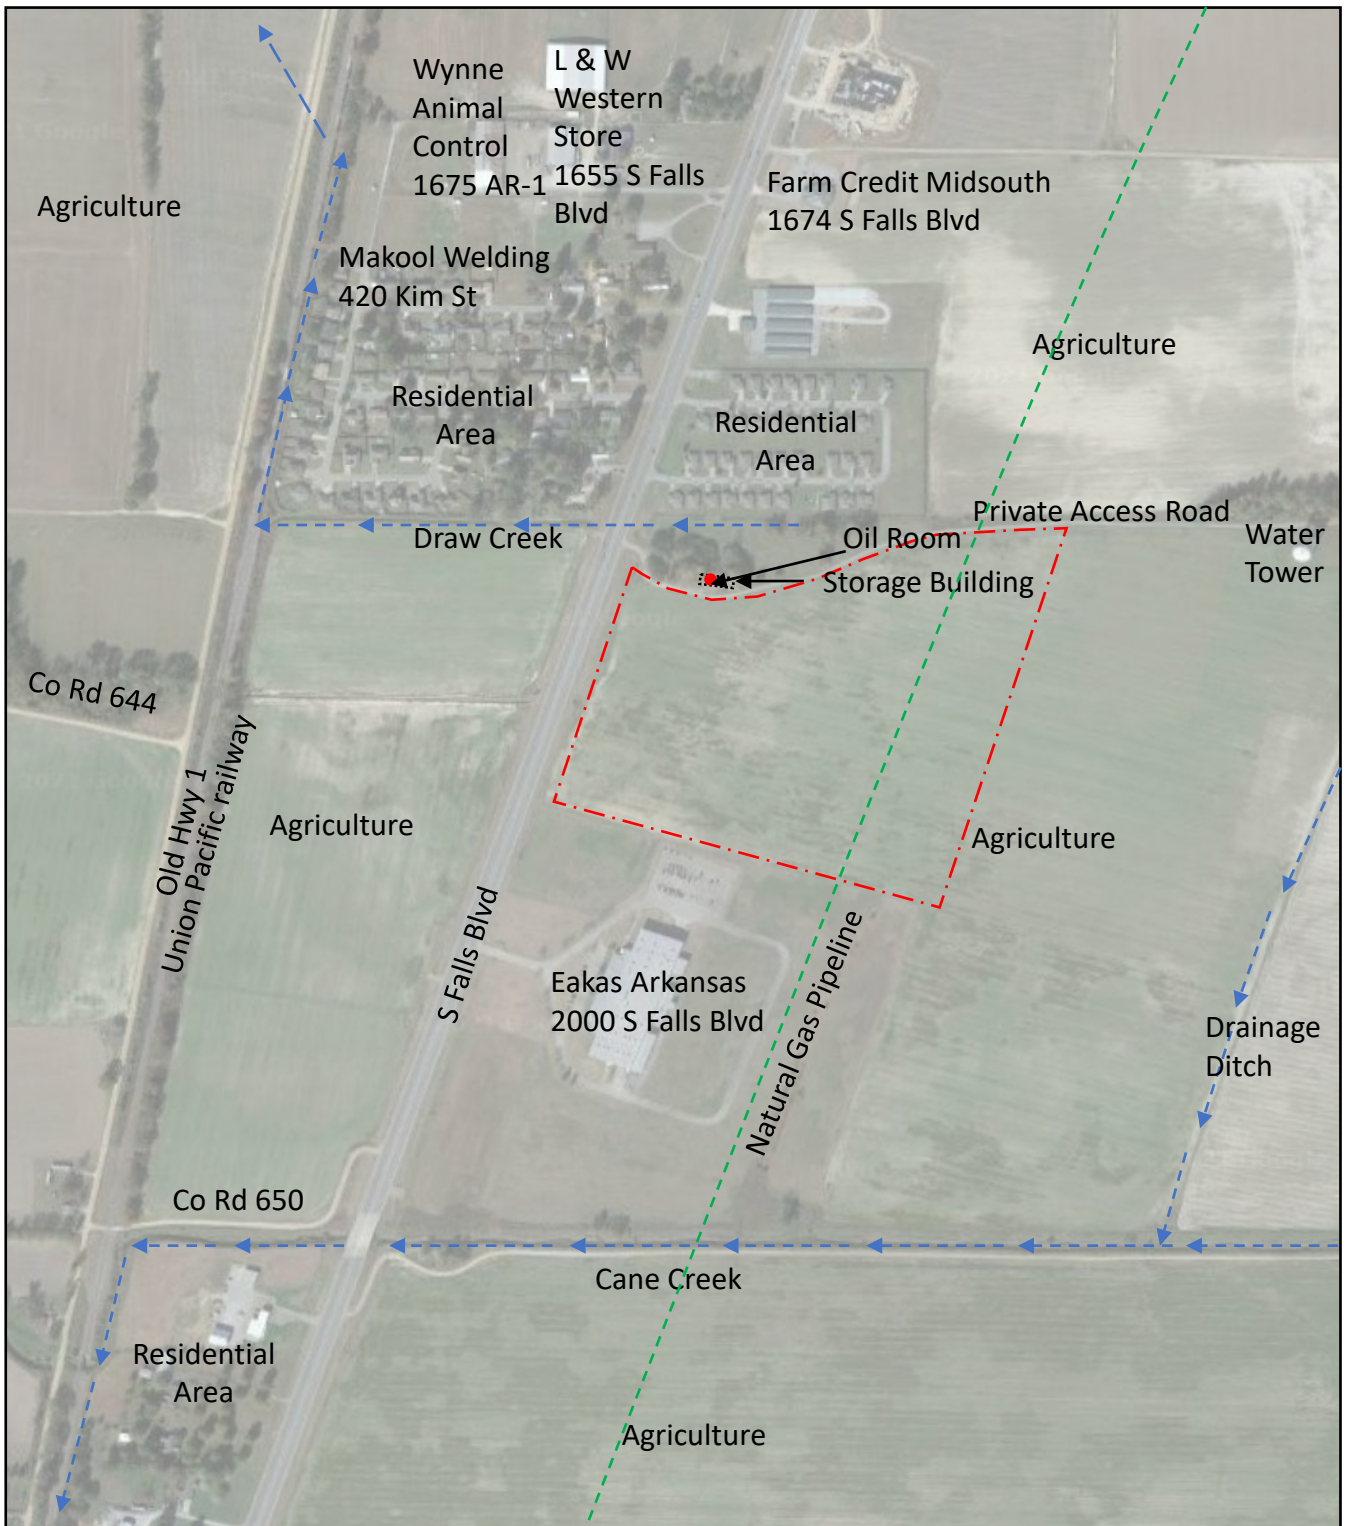 Wynne
Animal
Control
1675 AR-1
L & W
Western
Store
1655 S Falls
Blvd
Farm Credit Midsouth
1674 S Falls Blvd
Agriculture
Makool Welding
420 Kim St
Agriculture
Residential
Area
Residential
Area
Private Access Road
Draw Creek
Oil Room
Water
Tower
Storage Building
Co Rd 644
Old Hwy 1
Union Pacific railway
Agriculture
Agriculture
S Falls Blvd
Eakas Arkansas
2000 S Falls Blvd
Natural Gas Pipeline
Drainage
Ditch
Co Rd 650
Cane Creek
Residential
Area
Agriculture